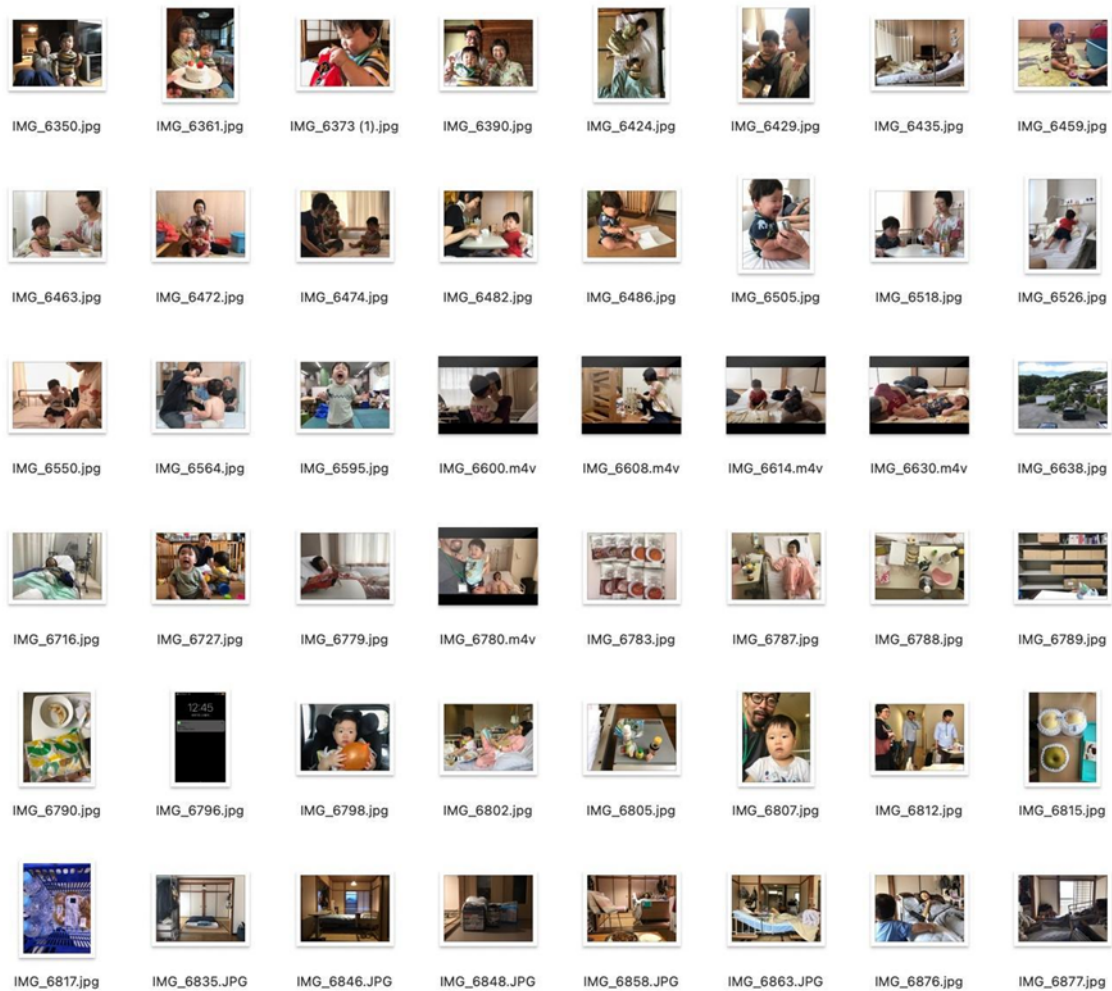 IMG_6350.jpg IMG_6361.jpg IMG_6373 (1).jpg IMG_6390.jpg IMG_6424.jpg IMG_6429.jpg IMG_6435.jpg IMG_6459.jpg
IMG_6463.jpg IMG_6472.jpg IMG_6474.jpg IMG_6482.jpg IMG_6486.jpg IMG_6505.jpg IMG_6518.jpg IMG_6526.jpg
IMG_6550.jpg IMG_6564.jpg IMG_6595.jpg IMG_6600.m4v IMG_6608.m4v IMG_6614.m4v IMG_6630.m4v IMG_6638.jpg
IMG_6716.jpg IMG_6727.jpg IMG_6779.jpg IMG_6780.m4v IMG_6783.jpg IMG_6787.jpg IMG_6788.jpg IMG_6789.jpg
12:45
IMG_6790.jpg IMG_6796.jpg IMG_6798.jpg IMG_6802.jpg IMG_6805.jpg IMG_6807.jpg IMG_6812.jpg IMG_6815.jpg
IMG_6817.jpg IMG_6835.JPG IMG_6846.JPG IMG_6848.JPG IMG_6858.JPG IMG_6863.JPG IMG_6876.jpg IMG_6877.jpg